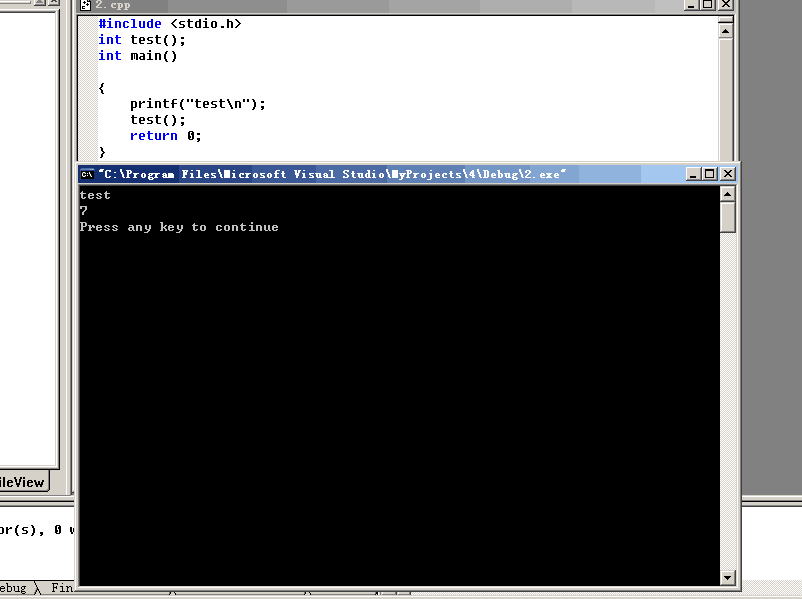 2.cpp
#include <stdio.h>
int test();
int main()
{
printf("test\n");
test();
return 0;
}
"C:\Program Files\Microsoft Visual Studio\MyProjects\4\Debug\2.exe"
test
7
Press any key to continue
ileView
or(s), 0 w
ebug
Fin